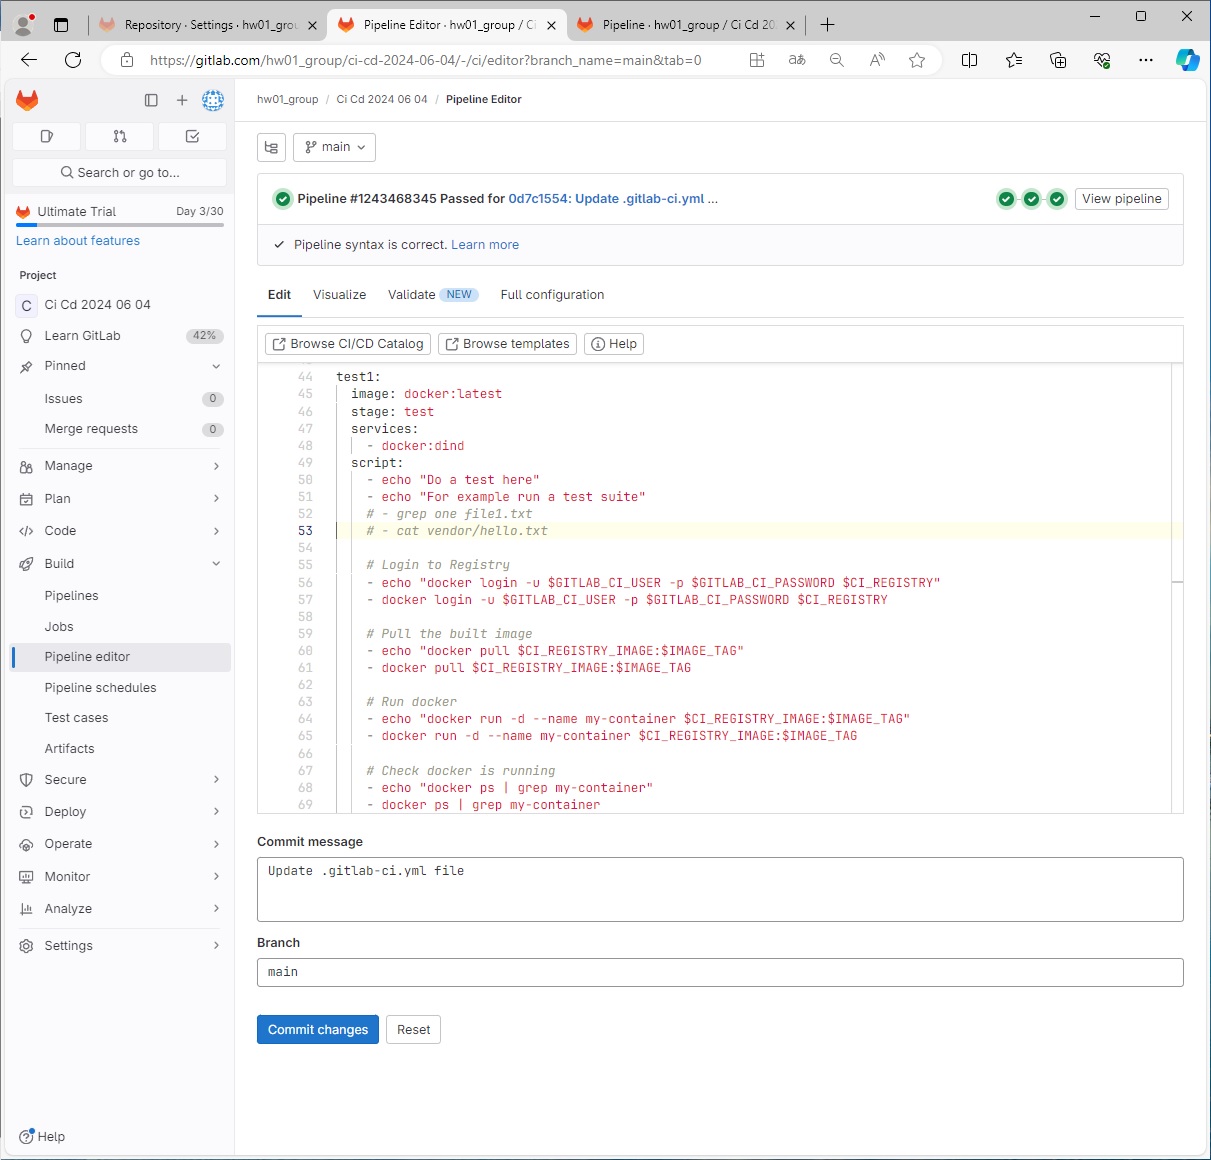 Repository · Settings · hw01_grou
Pipeline Editor · hw01_group / Ci
Pipeline · hw01_group / Ci Cd 20
https://gitlab.com/hw01_group/ci-cd-2024-06-04/-/ci/editor?branch_name=main&tab=0
Search or go to...
Ultimate Trial Day 3/30
Learn about features
Project
C Ci Cd 2024 06 04
Learn GitLab 42%
Pinned
Issues 0
Merge requests 0
Manage
Plan
Code
Build
Pipelines
Jobs
Pipeline editor
Pipeline schedules
Test cases
Artifacts
Secure
Deploy
Operate
Monitor
Analyze
Settings
Help
hw01_group / Ci Cd 2024 06 04 / Pipeline Editor
main
Pipeline #1243468345 Passed for 0d7c1554: Update .gitlab-ci.yml ... View pipeline
Pipeline syntax is correct. Learn more
Edit Visualize Validate NEW Full configuration
Browse CI/CD Catalog Browse templates Help
44 test1:
45 image: docker:latest
46 stage: test
47 services:
48 - docker:dind
49 script:
50 - echo "Do a test here"
51 - echo "For example run a test suite"
52 # - grep one file1.txt
53 # - cat vendor/hello.txt
54
55 # Login to Registry
56 - echo "docker login -u $GITLAB_CI_USER -p $GITLAB_CI_PASSWORD $CI_REGISTRY"
57 - docker login -u $GITLAB_CI_USER -p $GITLAB_CI_PASSWORD $CI_REGISTRY
58
59 # Pull the built image
60 - echo "docker pull $CI_REGISTRY_IMAGE:$IMAGE_TAG"
61 - docker pull $CI_REGISTRY_IMAGE:$IMAGE_TAG
62
63 # Run docker
64 - echo "docker run -d --name my-container $CI_REGISTRY_IMAGE:$IMAGE_TAG"
65 - docker run -d --name my-container $CI_REGISTRY_IMAGE:$IMAGE_TAG
66
67 # Check docker is running
68 - echo "docker ps | grep my-container"
69 - docker ps | grep my-container
Commit message
Update .gitlab-ci.yml file
Branch
main
Commit changes Reset